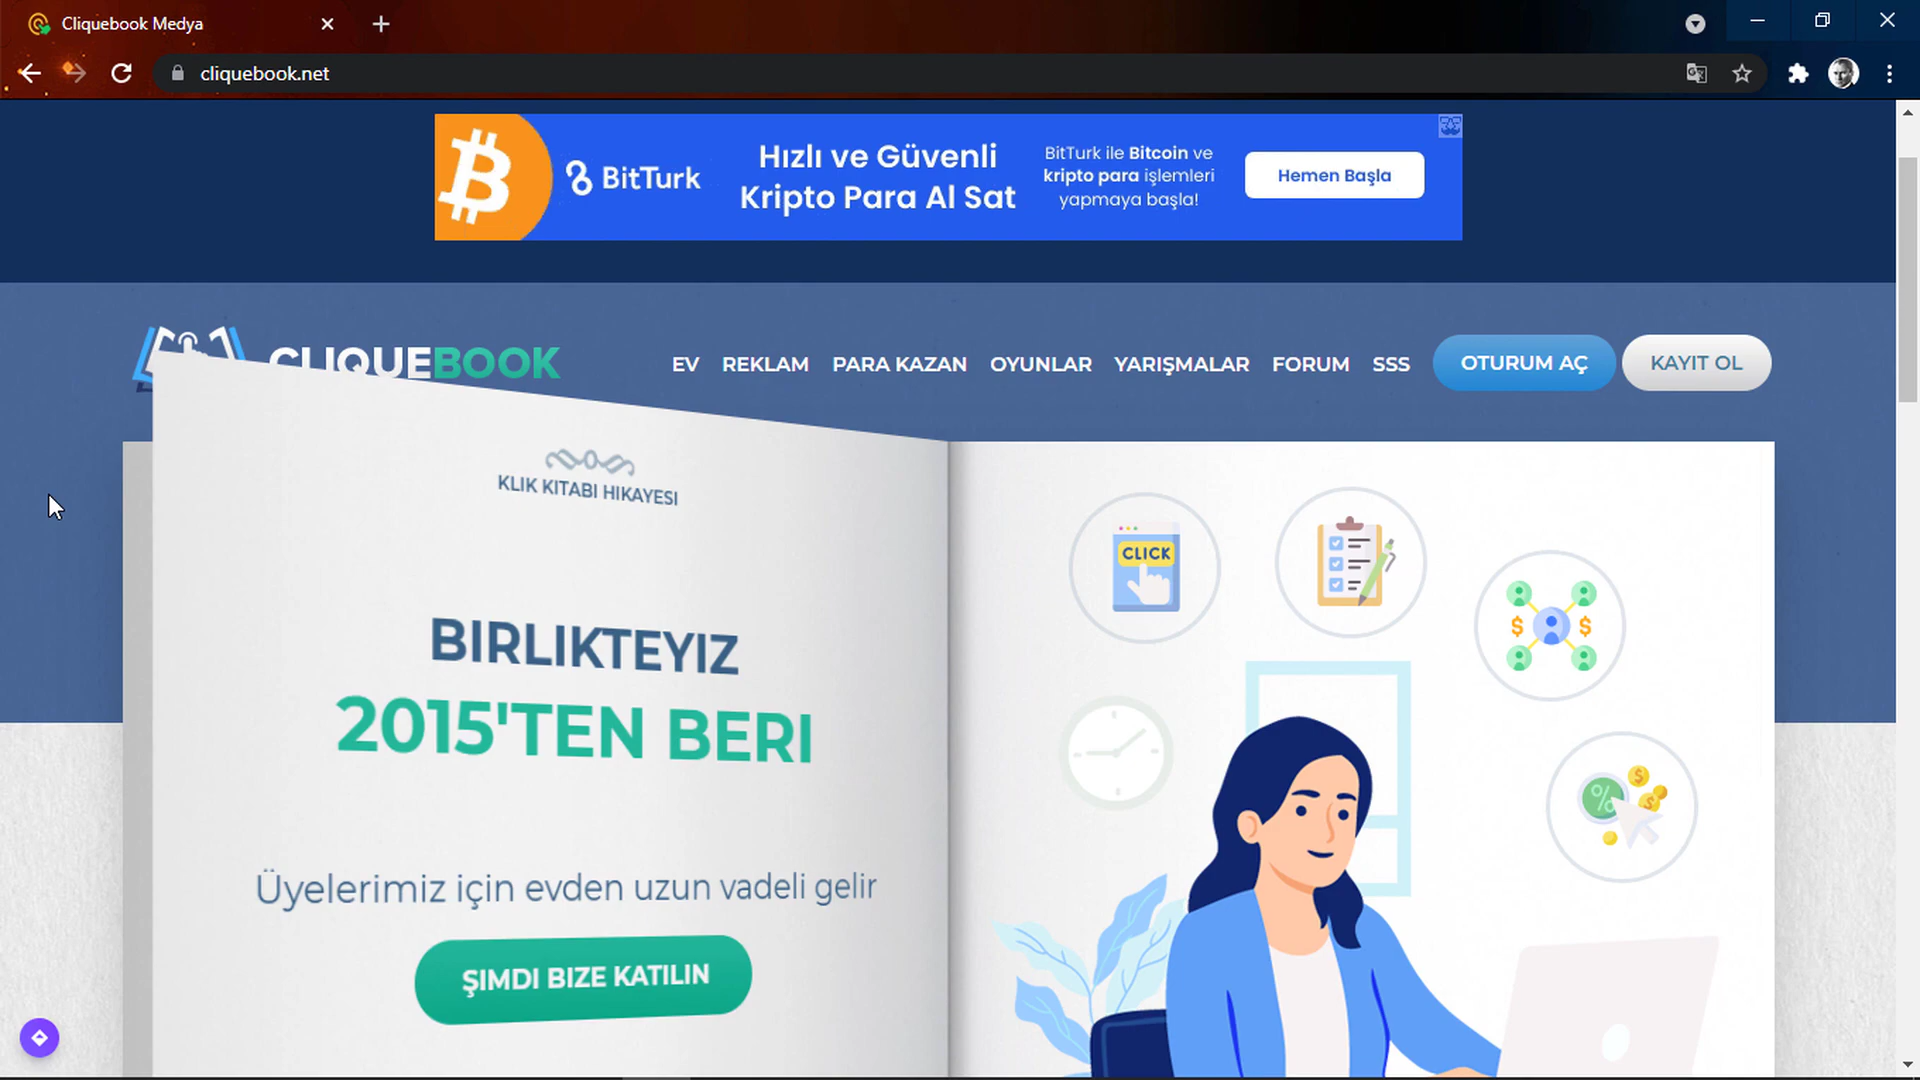 Cliquebook Medya
cliquebook.net
BitTurk
Hızlı ve Güvenli
Kripto Para Al Sat
BitTurk ile Bitcoin ve
kripto para işlemleri
yapmaya başla!
Hemen Başla
CLIQUEBOOK
EV REKLAM PARA KAZAN OYUNLAR YARIŞMALAR FORUM SSS OTURUM AÇ KAYIT OL
KLIK KITABI HIKAYESI
BIRLIKTEYIZ
2015'TEN BERI
Üyelerimiz için evden uzun vadeli gelir
ŞIMDI BIZE KATILIN
CLICK